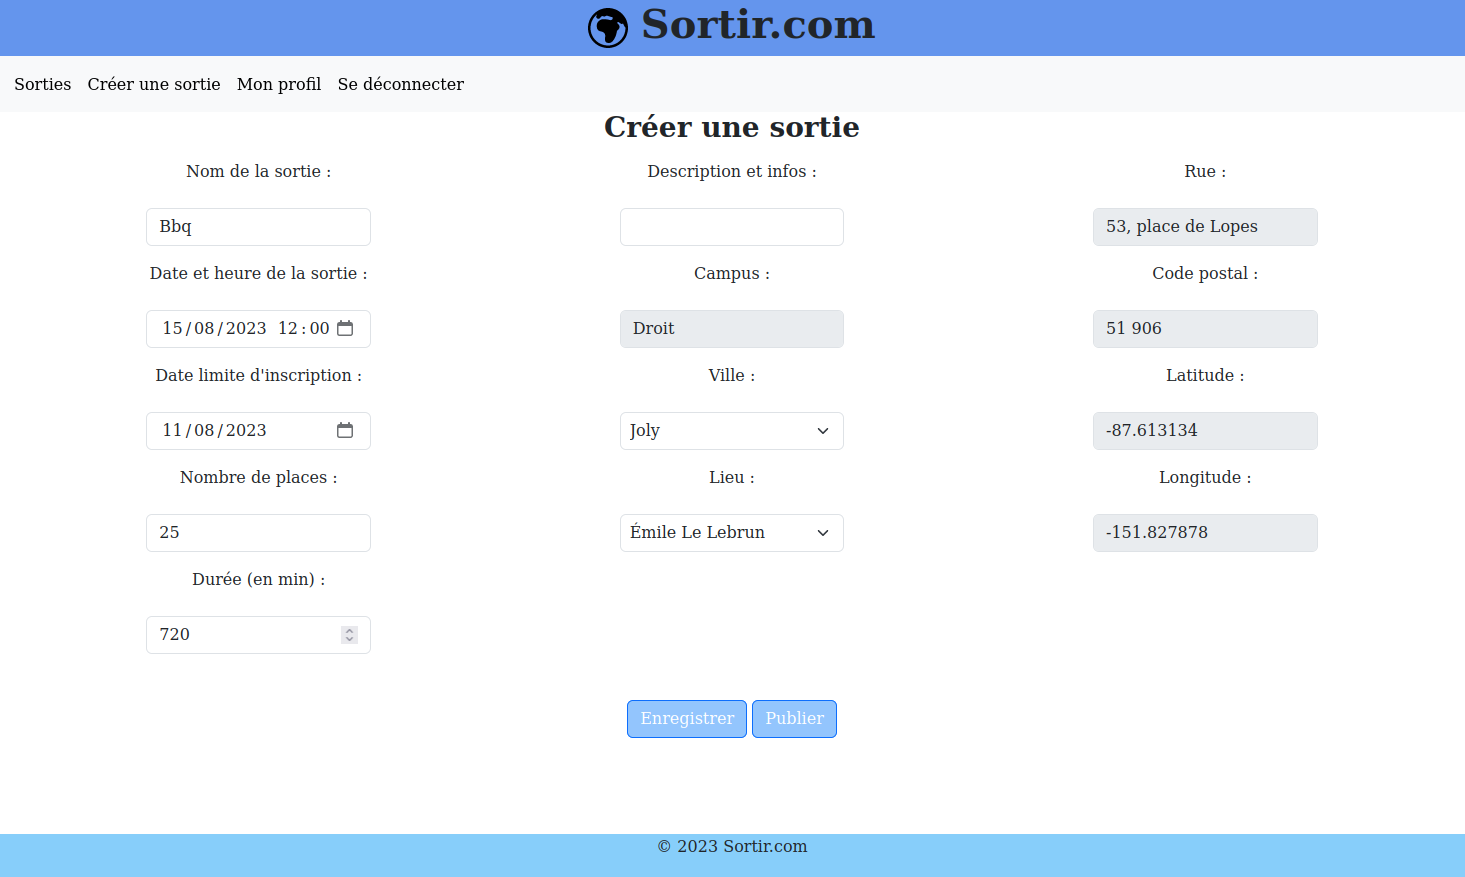 Sortir.com
Sorties Créer une sortie Mon profil Se déconnecter
Créer une sortie
Nom de la sortie :
Bbq
Date et heure de la sortie :
15/08/2023 12:00
Date limite d'inscription :
11/08/2023
Nombre de places :
25
Durée (en min) :
720
Description et infos :
Campus :
Droit
Ville :
Joly
Lieu :
Émile Le Lebrun
Rue :
53, place de Lopes
Code postal :
51 906
Latitude :
-87.613134
Longitude :
-151.827878
Enregistrer Publier
© 2023 Sortir.com